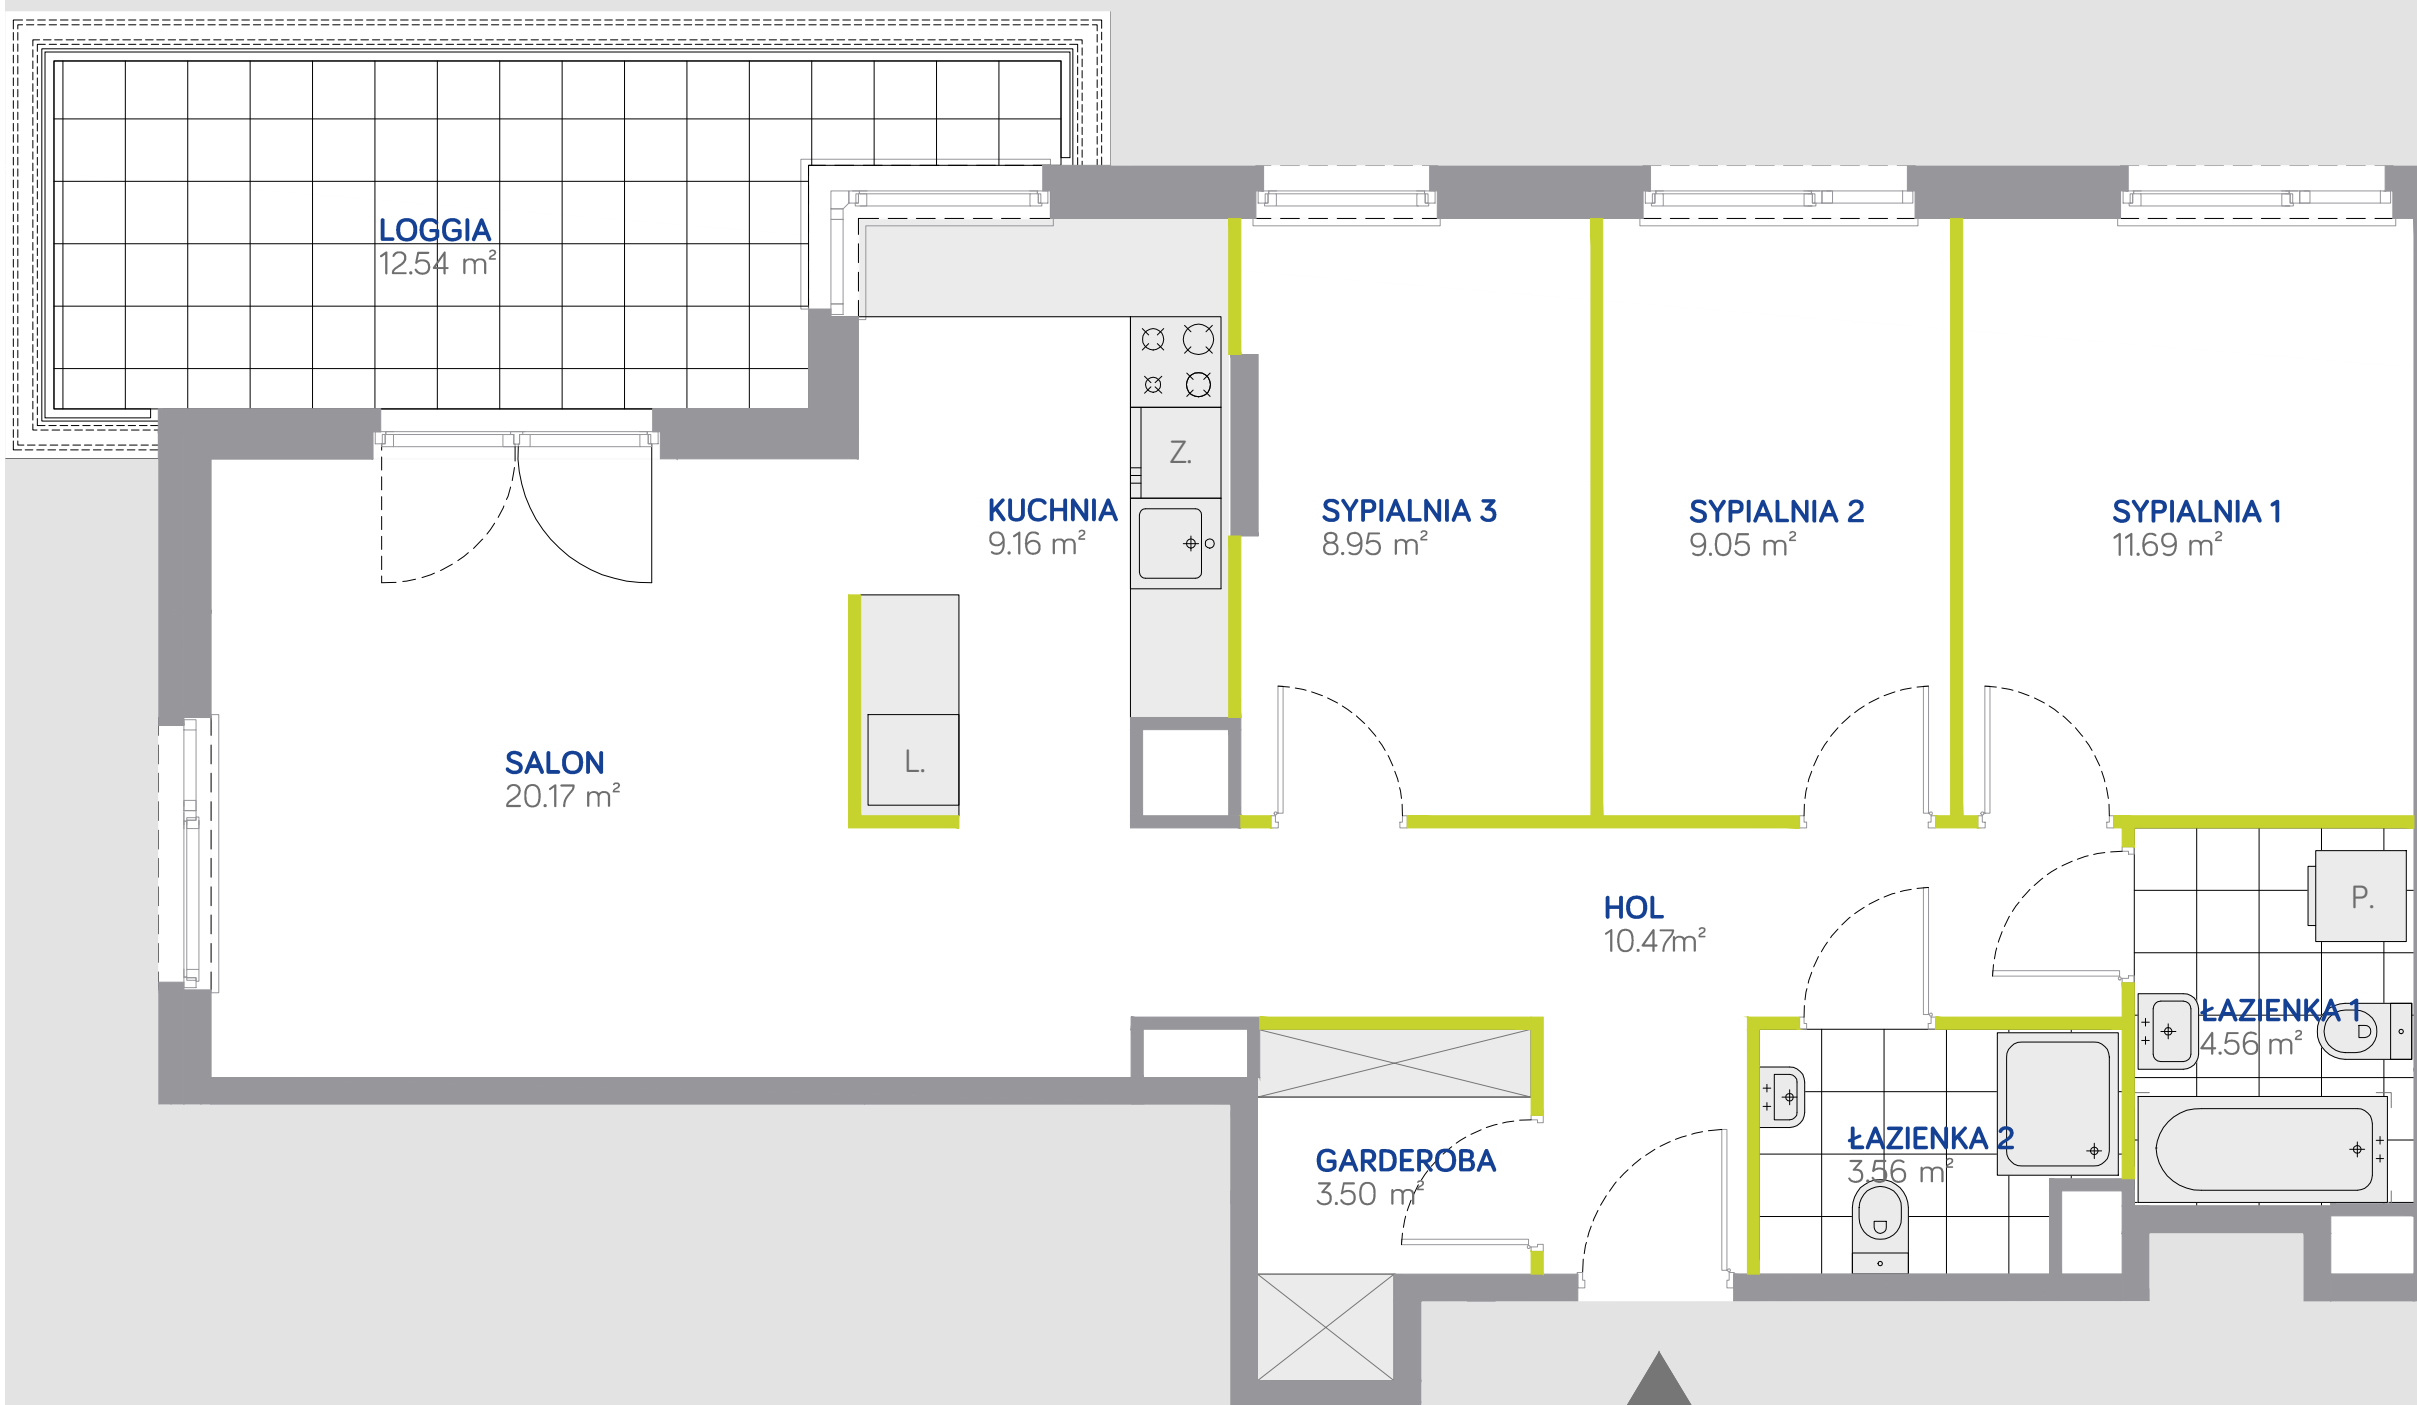 LOGGIA
12.54 m²
KUCHNIA
9.16 m²
Z.
SYPIALNIA 3
8.95 m²
SYPIALNIA 2
9.05 m²
SYPIALNIA 1
11.69 m²
SALON
20.17 m²
L.
HOL
10.47m²
P.
ŁAZIENKA 1
4.56 m²
GARDEROBA
3.50 m²
ŁAZIENKA 2
3.56 m²